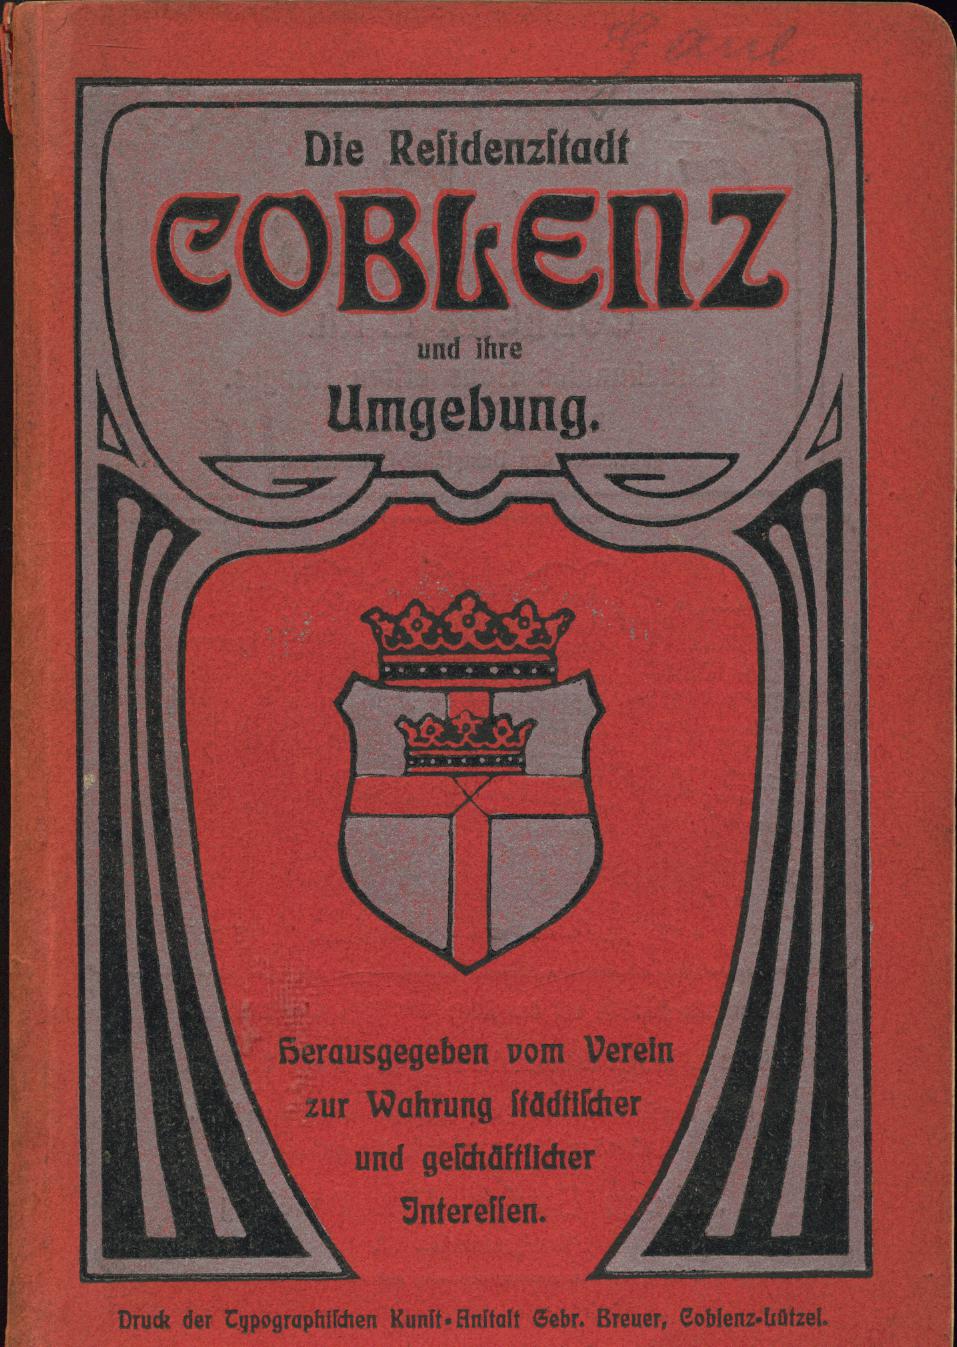 Die Reſidenzſtadt
COBLENZ
und ihre
Umgebung.
Herausgegeben vom Verein
zur Wahrung ſtädtiſcher
und geſchäftlicher
Intereſſen.
Druck der Typographiſchen Kunſt-Anſtalt Gebr. Breuer, Coblenz-Lützel.